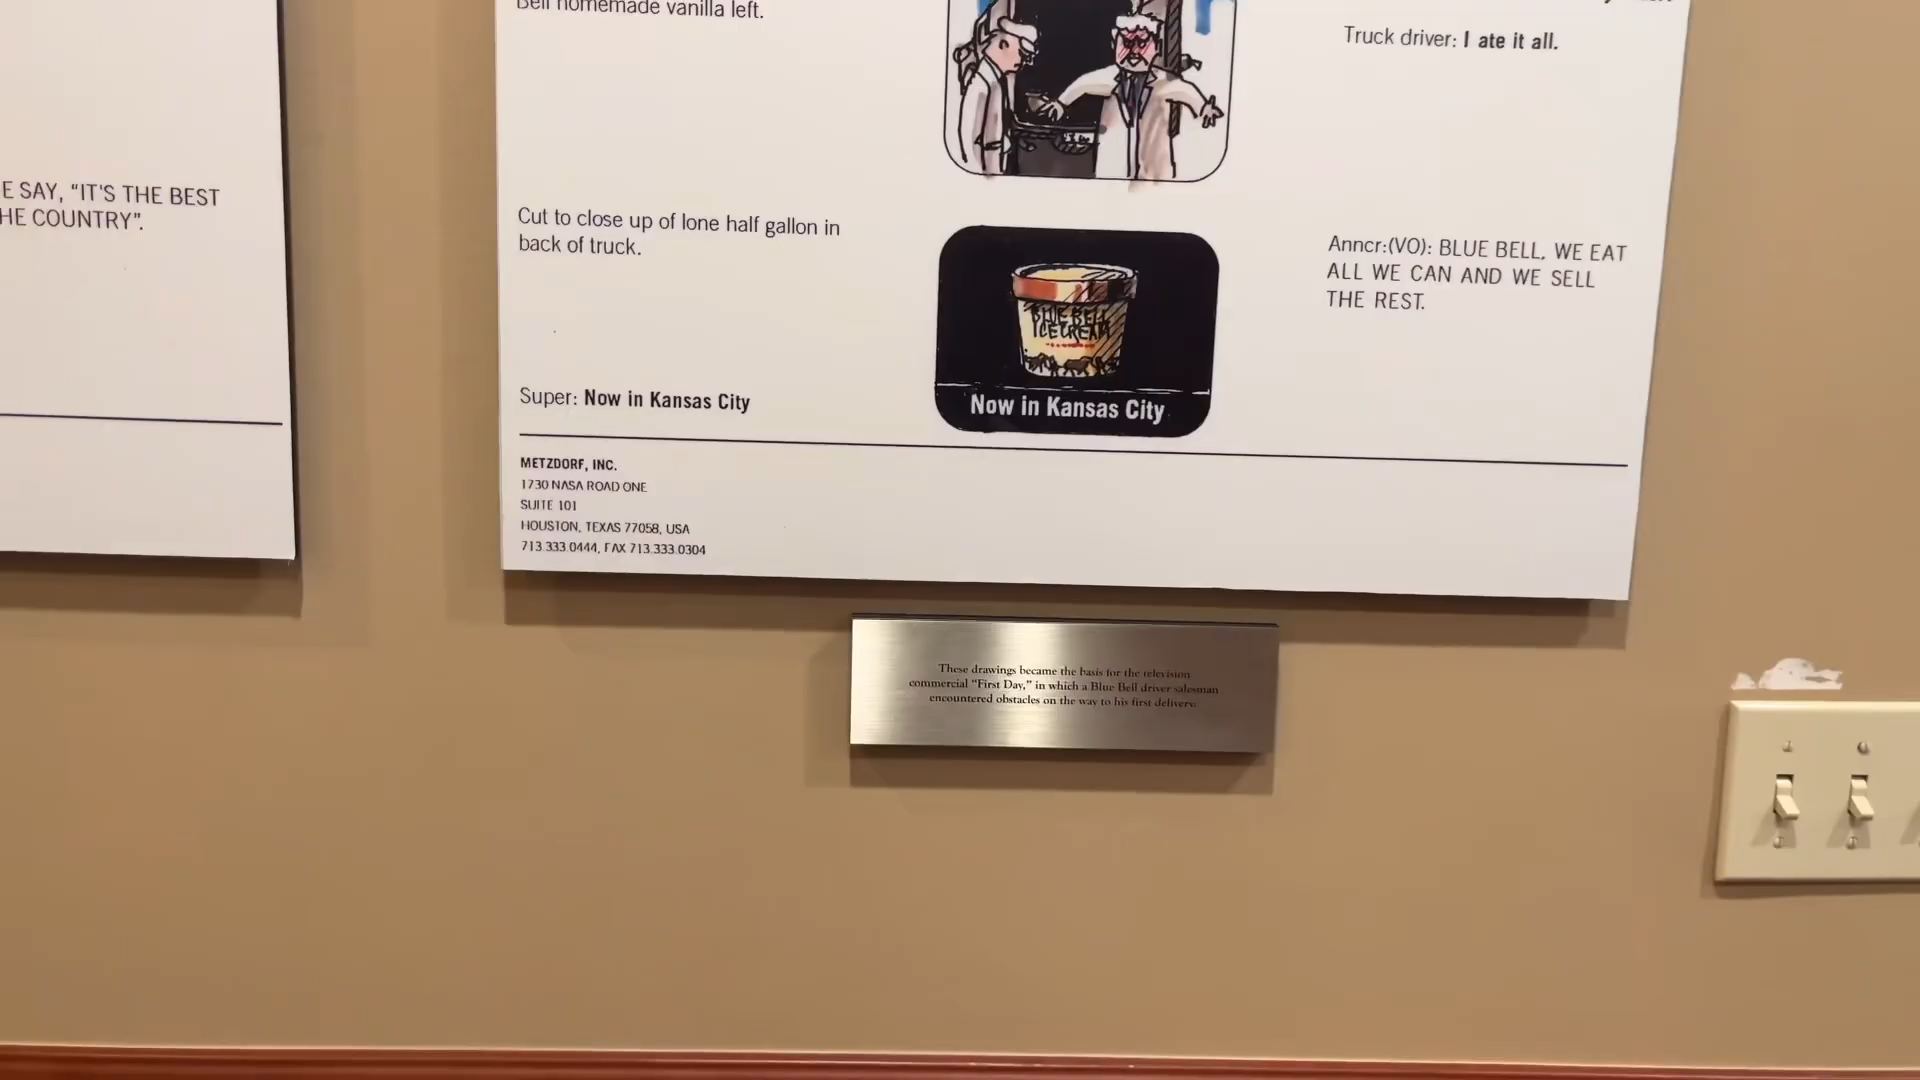 Bell homemade vanilla left.
Truck driver: I ate it all.
E SAY, "IT'S THE BEST
HE COUNTRY".
Cut to close up of lone half gallon in
back of truck.
BLUE BELL
ICE CREAM
Anncr:(VO): BLUE BELL, WE EAT
ALL WE CAN AND WE SELL
THE REST.
Super: Now in Kansas City
Now in Kansas City
METZDORF, INC.
1730 NASA ROAD ONE
SUITE 101
HOUSTON, TEXAS 77058, USA
713.333.0444, FAX 713.333.0304
These drawings became the basis for the television
commercial “First Day,” in which a Blue Bell driver salesman
encountered obstacles on the way to his first delivery.